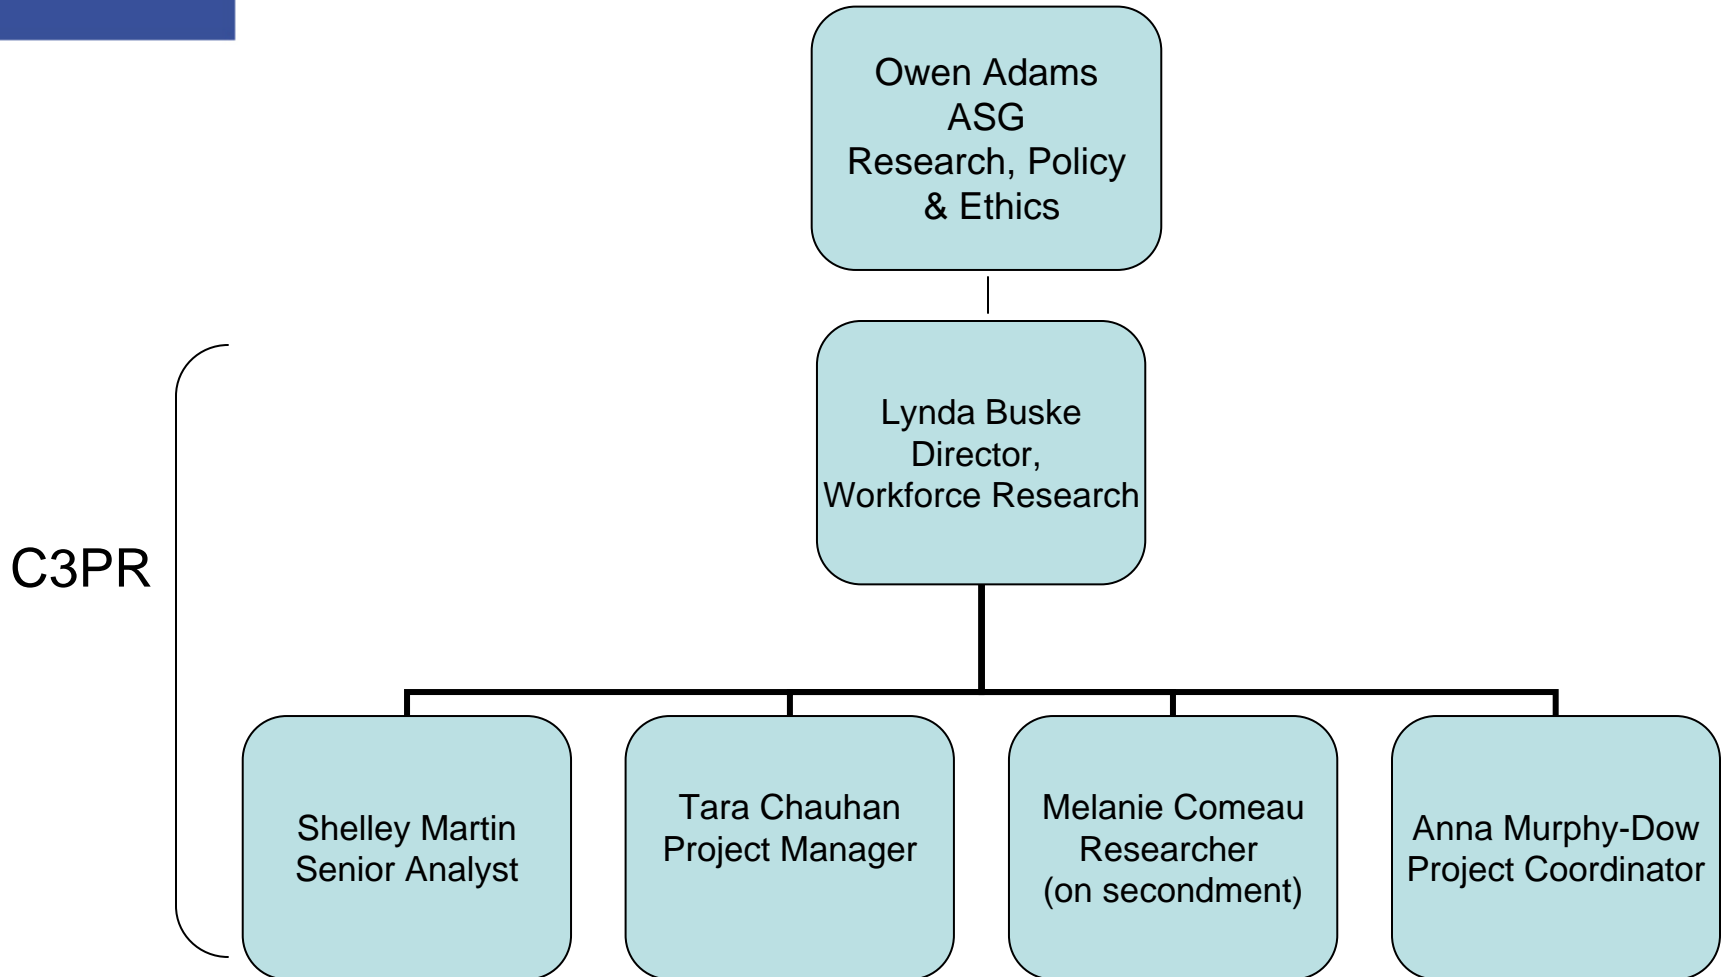 Owen Adams
ASG
Research, Policy
& Ethics
Lynda Buske
Director,
Workforce Research
C3PR
Shelley Martin
Senior Analyst
Tara Chauhan
Project Manager
Melanie Comeau
Researcher
(on secondment)
Anna Murphy-Dow
Project Coordinator